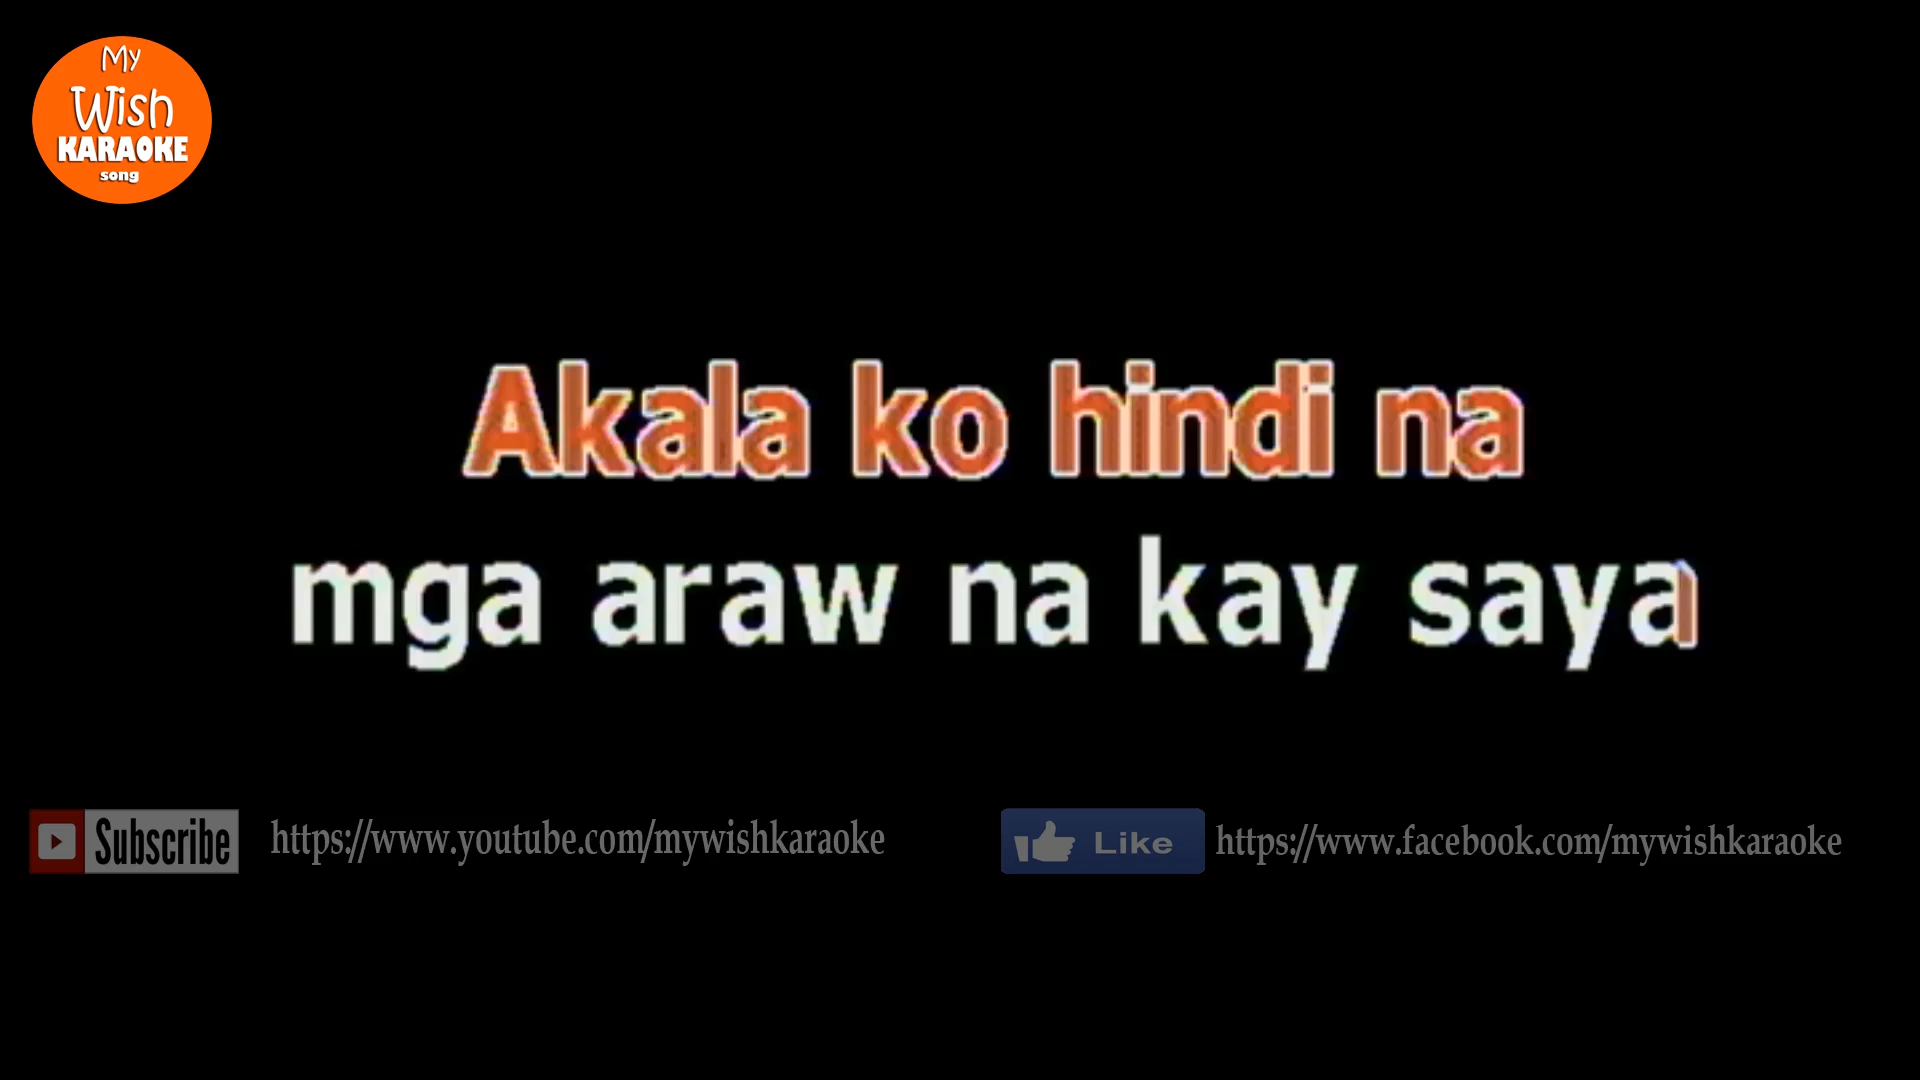 My
Wish
KARAOKE
song
Akala ko hindi na
mga araw na kay saya
Subscribe https://www.youtube.com/mywishkaraoke Like https://www.facebook.com/mywishkaraoke